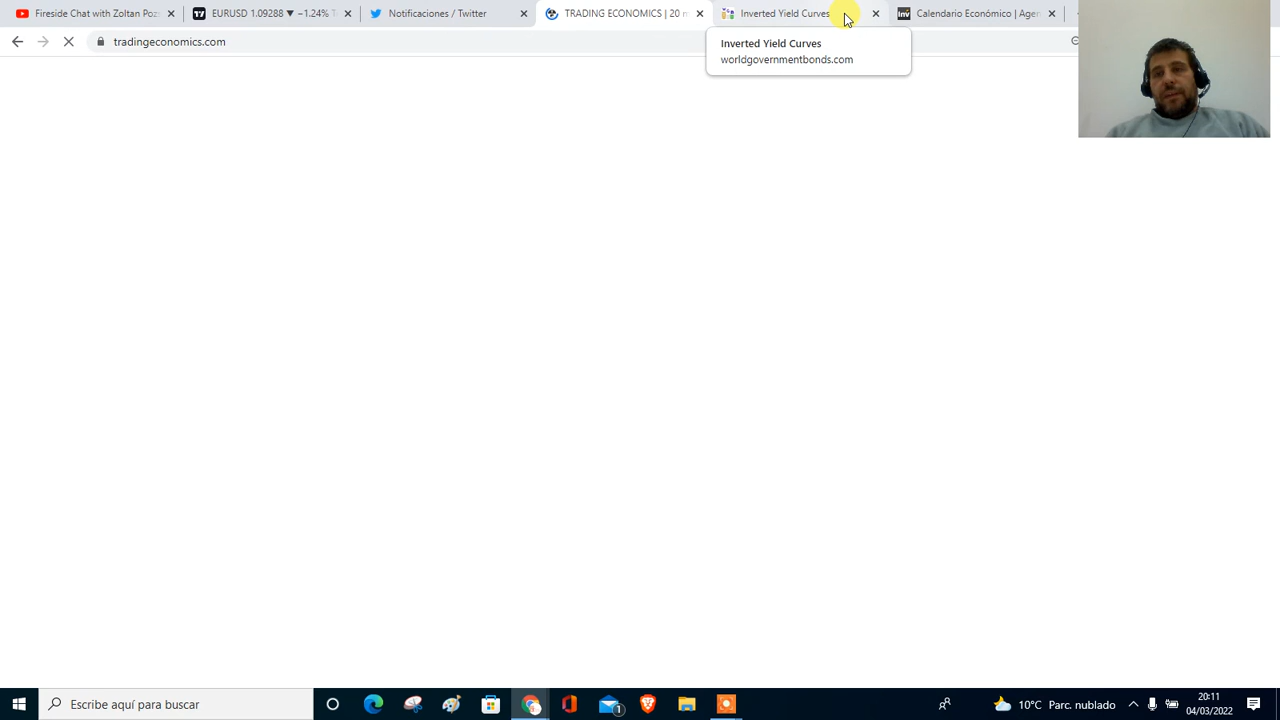 Fireside Chat with Zoltan Poz
EURUSD 1.09288 ▼ −1.24% T
Notificaciones / Twitter
TRADING ECONOMICS | 20 m
Inverted Yield Curves
Calendario Económico | Agen
tradingeconomics.com
Inverted Yield Curves
worldgovernmentbonds.com
Escribe aquí para buscar
1
10°C Parc. nublado
20:11
04/03/2022